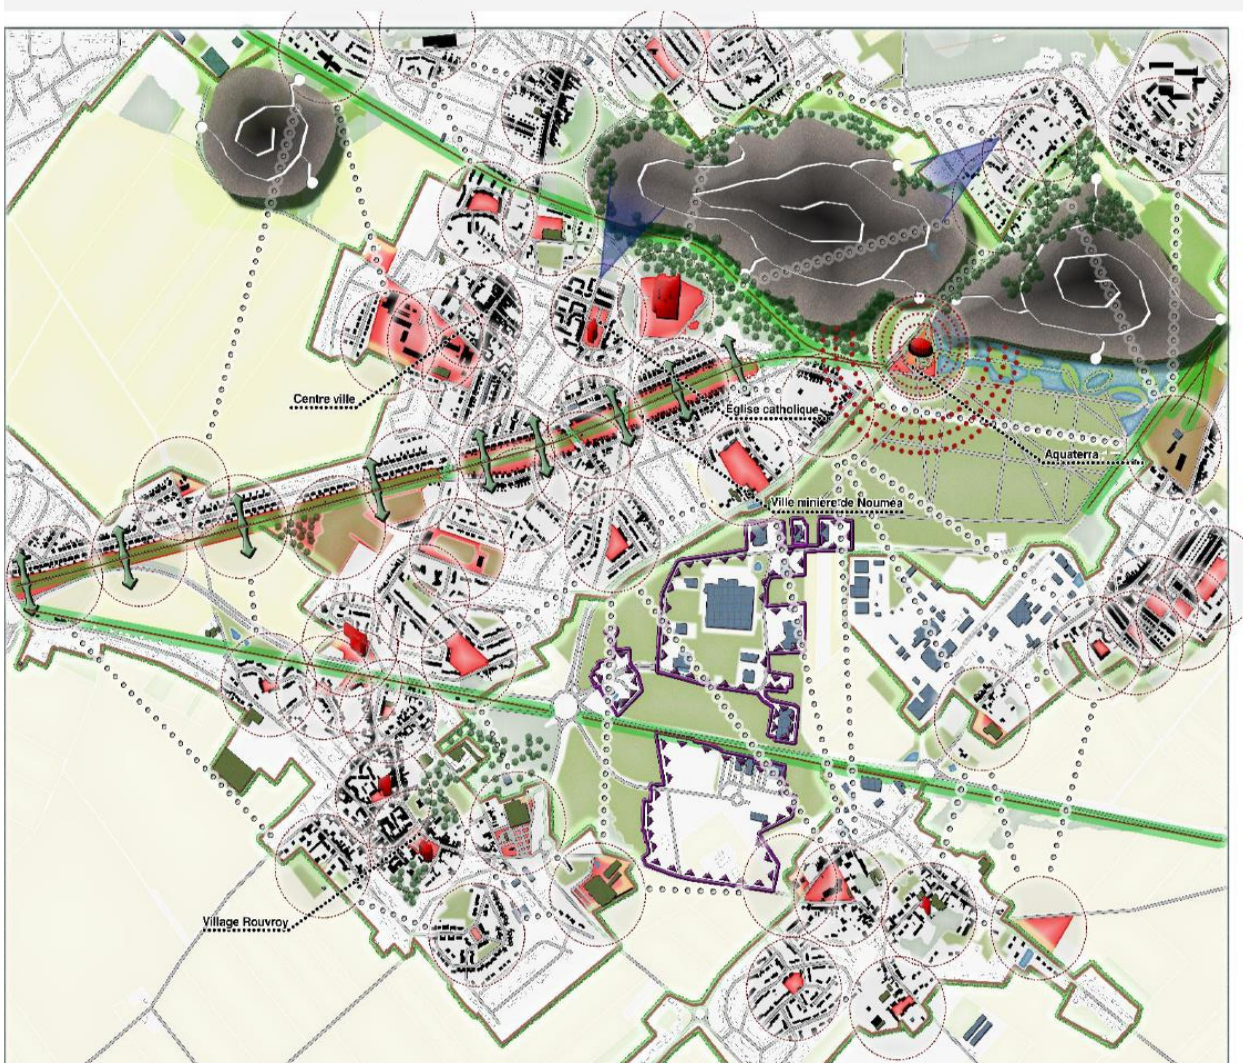 Centre ville
Eglise catholique
Aquaterra
Ville minière de Nouméa
Village Rouvroy